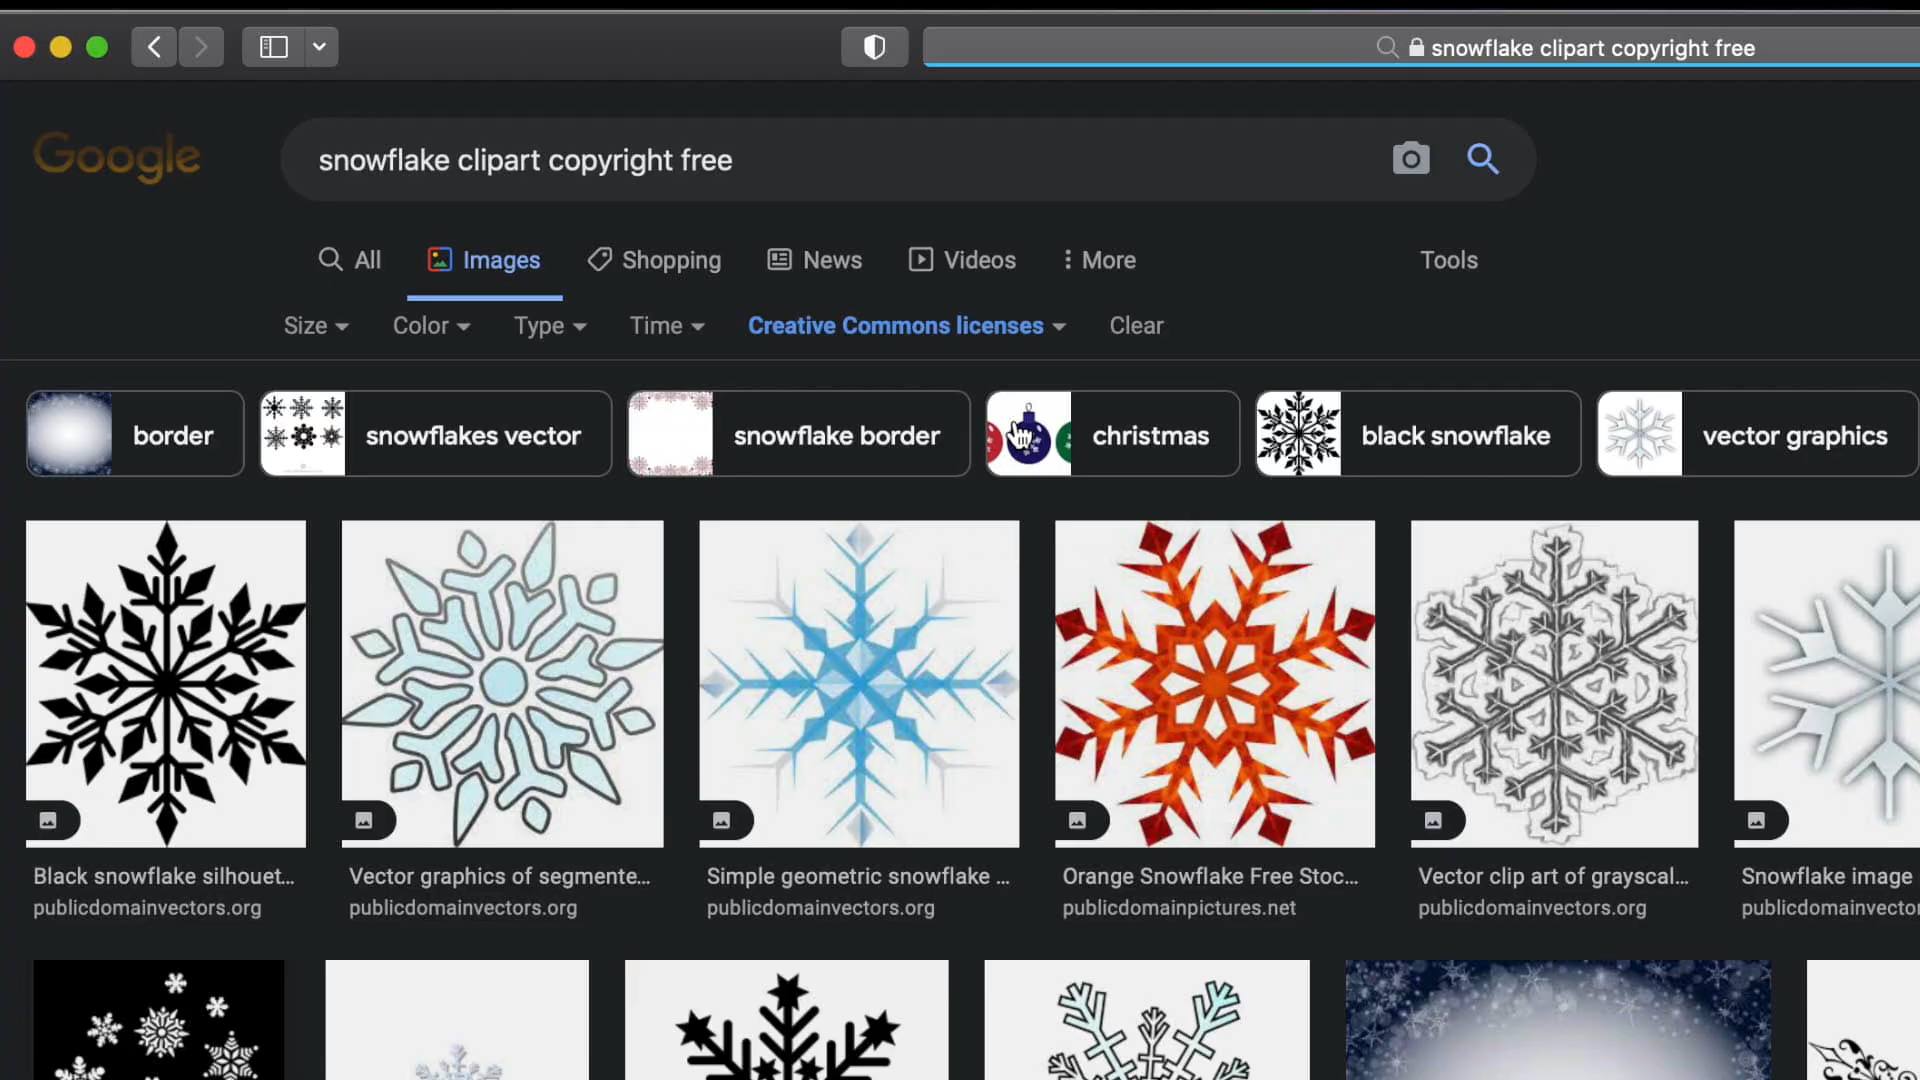 snowflake clipart copyright free
Google
snowflake clipart copyright free
All Images Shopping News Videos More Tools
Size Color Type Time Creative Commons licenses Clear
border snowflakes vector snowflake border christmas black snowflake vector graphics
Black snowflake silhouet... Vector graphics of segmente... Simple geometric snowflake ... Orange Snowflake Free Stoc... Vector clip art of grayscal... Snowflake image
publicdomainvectors.org publicdomainvectors.org publicdomainvectors.org publicdomainpictures.net publicdomainvectors.org publicdomainvecto